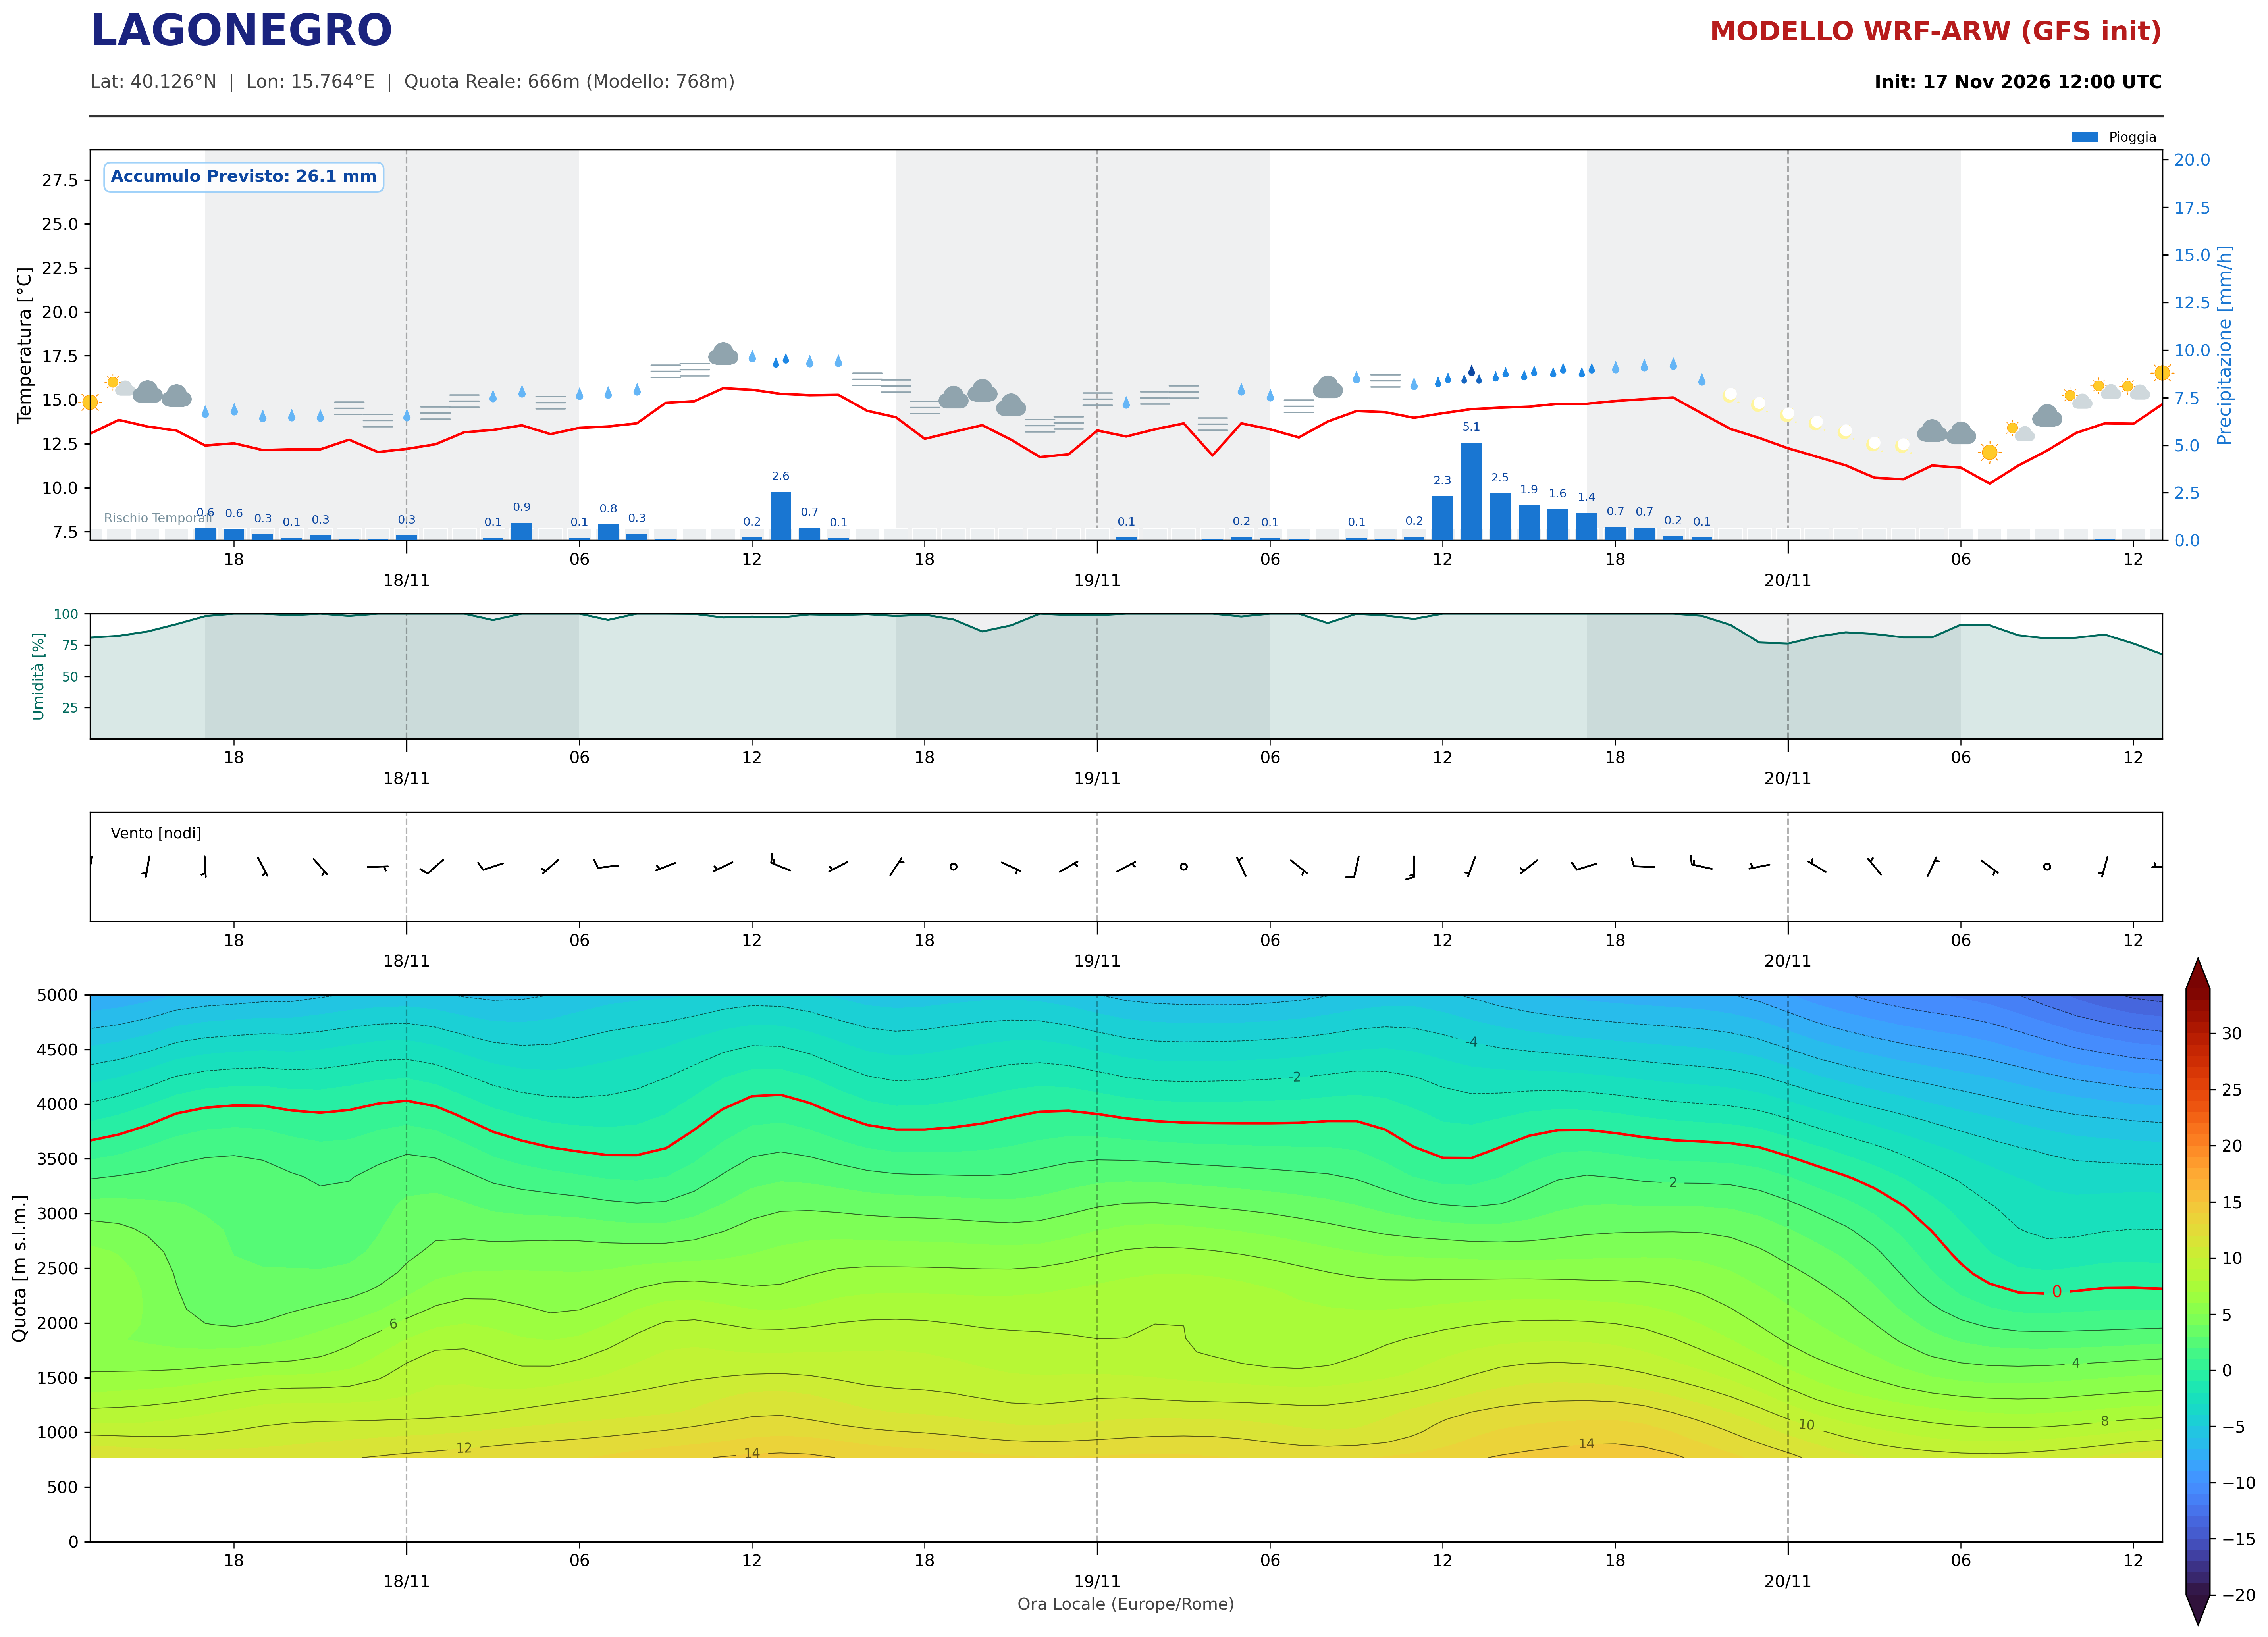 LAGONEGRO
MODELLO WRF-ARW (GFS init)
Lat: 40.126°N | Lon: 15.764°E | Quota Reale: 666m (Modello: 768m)
Init: 17 Nov 2026 12:00 UTC
Pioggia
Accumulo Previsto: 26.1 mm
Temperatura [°C]
27.5
25.0
22.5
20.0
17.5
15.0
12.5
10.0
7.5
Precipitazione [mm/h]
20.0
17.5
15.0
12.5
10.0
7.5
5.0
2.5
0.0
Rischio Temporali
0.6 0.6 0.3 0.1 0.3 0.3 0.1 0.9 0.1 0.8 0.3 0.2 2.6 0.7 0.1 0.1 0.2 0.1 0.1 0.2 2.3 5.1 2.5 1.9 1.6 1.4 0.7 0.7 0.2 0.1
18 06 12 18 06 12 18 06 12
18/11 19/11 20/11
Umidità [%]
100
75
50
25
18 06 12 18 06 12 18 06 12
18/11 19/11 20/11
Vento [nodi]
18 06 12 18 06 12 18 06 12
18/11 19/11 20/11
Quota [m s.l.m.]
5000
4500
4000
3500
3000
2500
2000
1500
1000
500
0
-4
-2
2
0
6
4
10
8
12
14
14
18 06 12 18 06 12 18 06 12
18/11 19/11 20/11
Ora Locale (Europe/Rome)
30
25
20
15
10
5
0
−5
−10
−15
−20